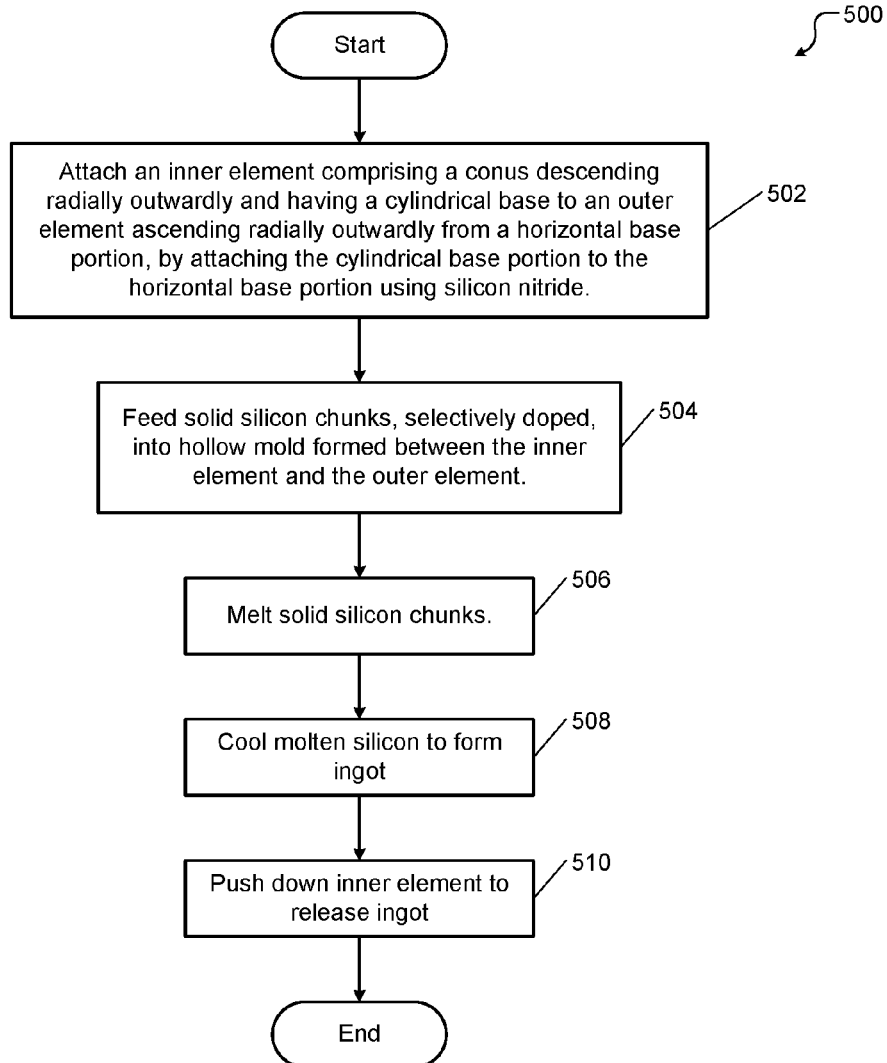 Start
500
Attach an inner element comprising a conus descending
radially outwardly and having a cylindrical base to an outer
element ascending radially outwardly from a horizontal base
portion, by attaching the cylindrical base portion to the
horizontal base portion using silicon nitride.
502
Feed solid silicon chunks, selectively doped,
into hollow mold formed between the inner
element and the outer element.
504
Melt solid silicon chunks.
506
Cool molten silicon to form
ingot
508
Push down inner element to
release ingot
510
End